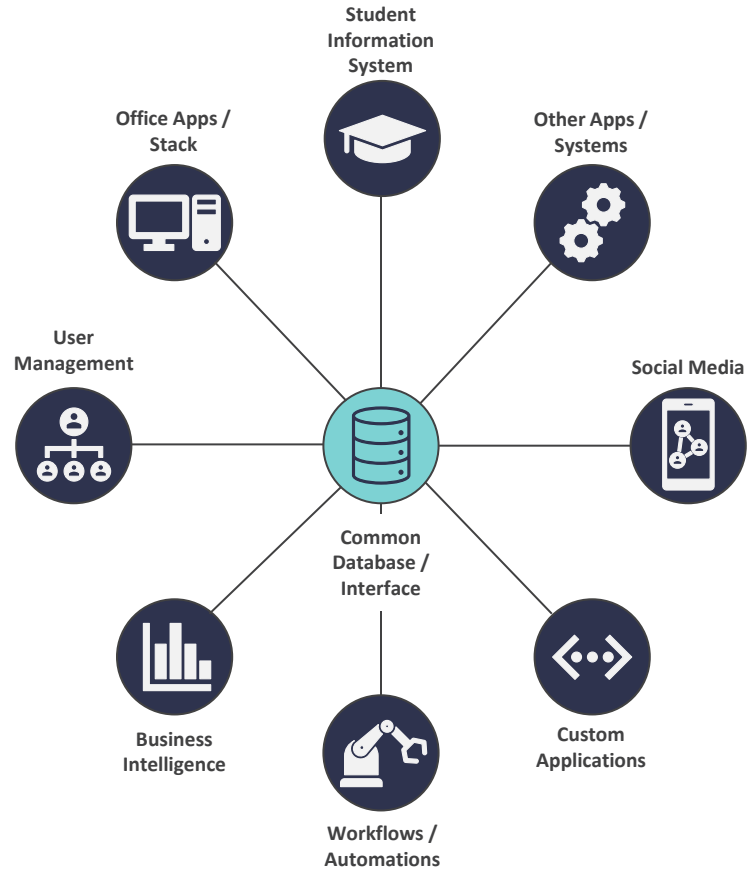 Student
Information
System
Office Apps /
Stack
Other Apps /
Systems
User
Management
Social Media
Common
Database /
Interface
Business
Intelligence
Custom
Applications
Workflows /
Automations